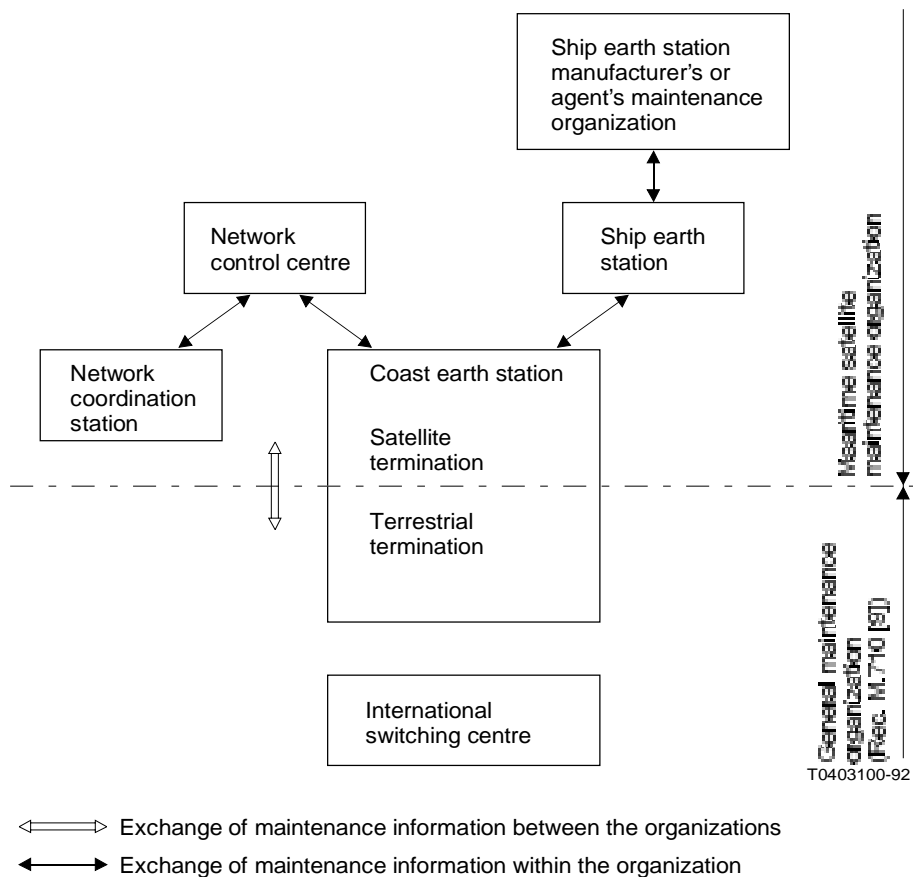 Ship earth station
manufacturer's or
agent's maintenance
organization
Network
control centre
Ship earth
station
Network
coordination
station
Coast earth station
Satellite
termination
Terrestrial
termination
International
switching centre
Maaritime satellite
maintenance organization
General maintenance
organization
(Rec. M.710 [9])
T0403100-92
Exchange of maintenance information between the organizations
Exchange of maintenance information within the organization